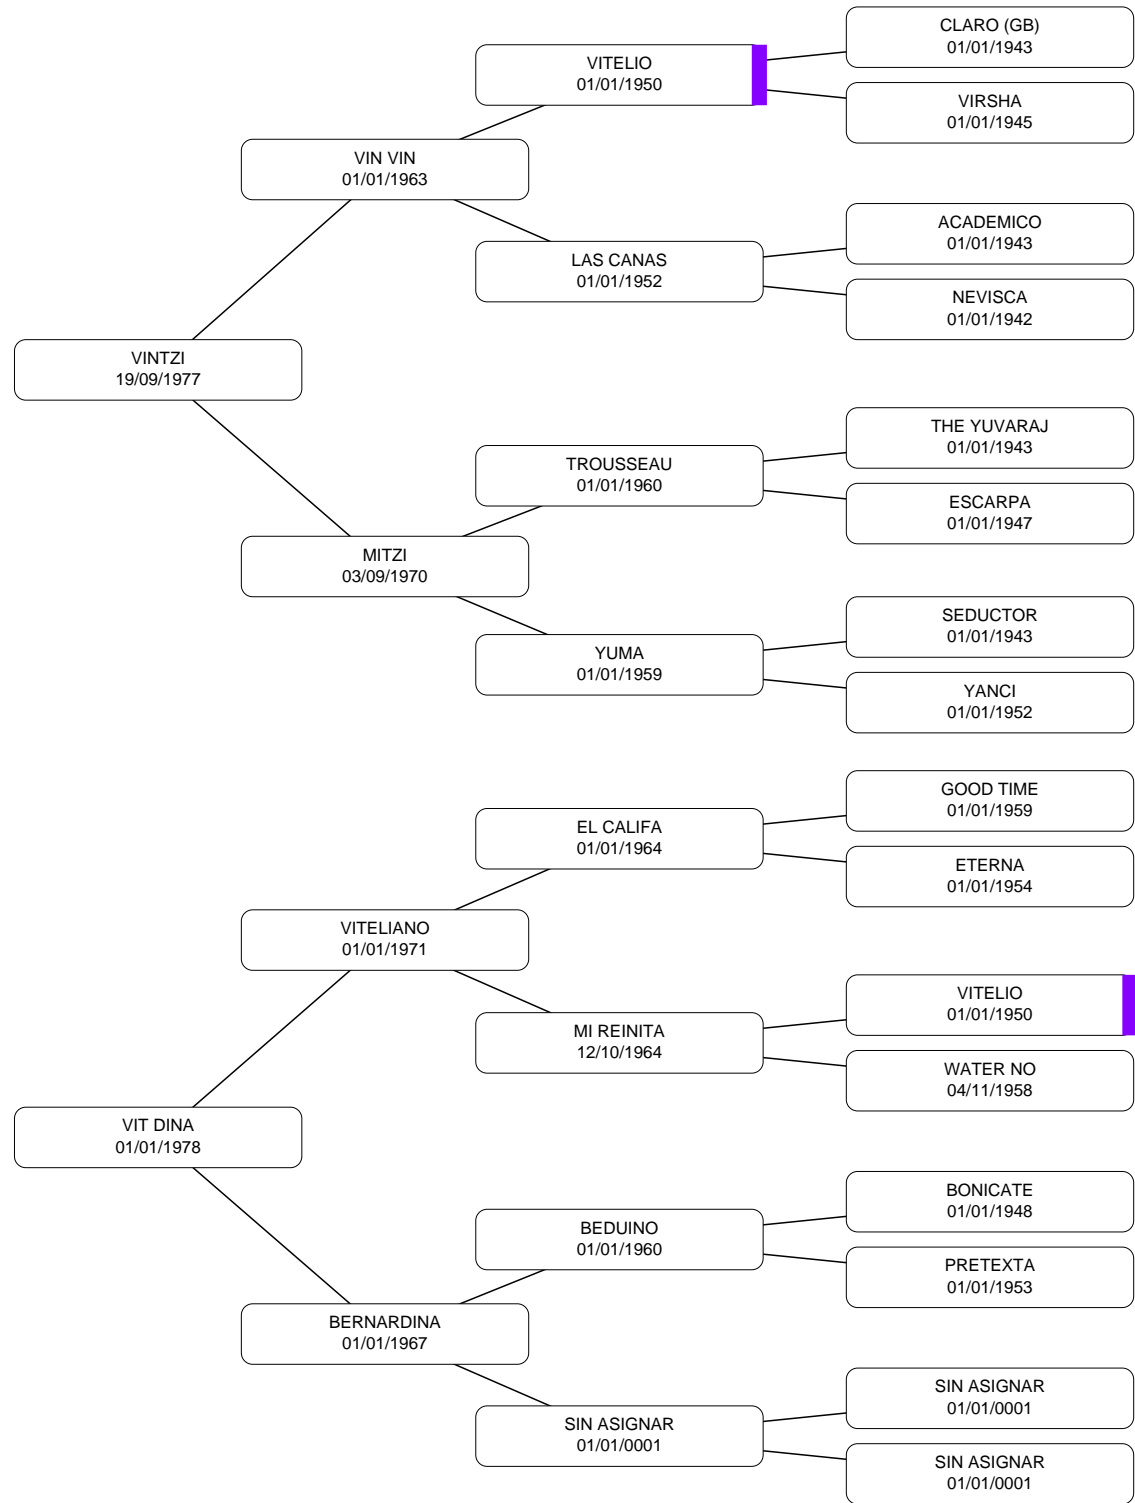 CLARO (GB)
01/01/1943
VITELIO
01/01/1950
VIRSHA
01/01/1945
VIN VIN
01/01/1963
ACADEMICO
01/01/1943
LAS CANAS
01/01/1952
NEVISCA
01/01/1942
VINTZI
19/09/1977
THE YUVARAJ
01/01/1943
TROUSSEAU
01/01/1960
ESCARPA
01/01/1947
MITZI
03/09/1970
SEDUCTOR
01/01/1943
YUMA
01/01/1959
YANCI
01/01/1952
GOOD TIME
01/01/1959
EL CALIFA
01/01/1964
ETERNA
01/01/1954
VITELIANO
01/01/1971
VITELIO
01/01/1950
MI REINITA
12/10/1964
WATER NO
04/11/1958
VIT DINA
01/01/1978
BONICATE
01/01/1948
BEDUINO
01/01/1960
PRETEXTA
01/01/1953
BERNARDINA
01/01/1967
SIN ASIGNAR
01/01/0001
SIN ASIGNAR
01/01/0001
SIN ASIGNAR
01/01/0001